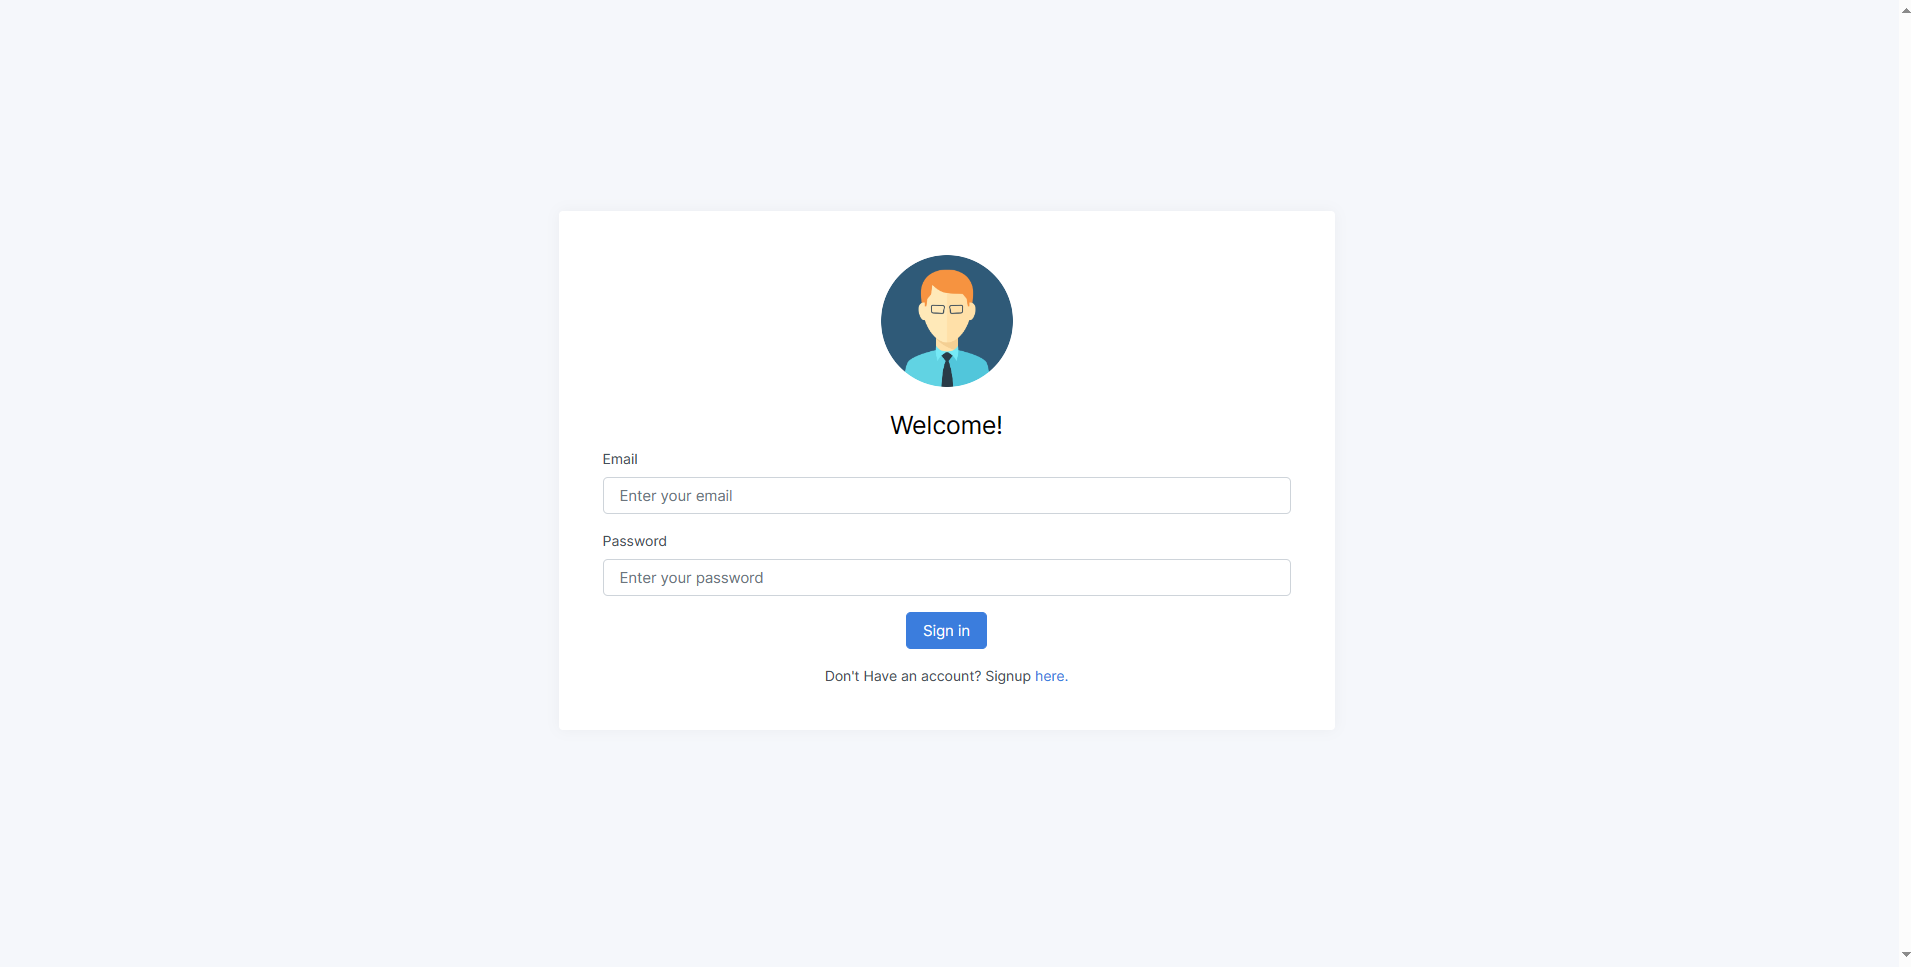 Welcome!
Email
Enter your email
Password
Enter your password
Sign in
Don't Have an account? Signup here.